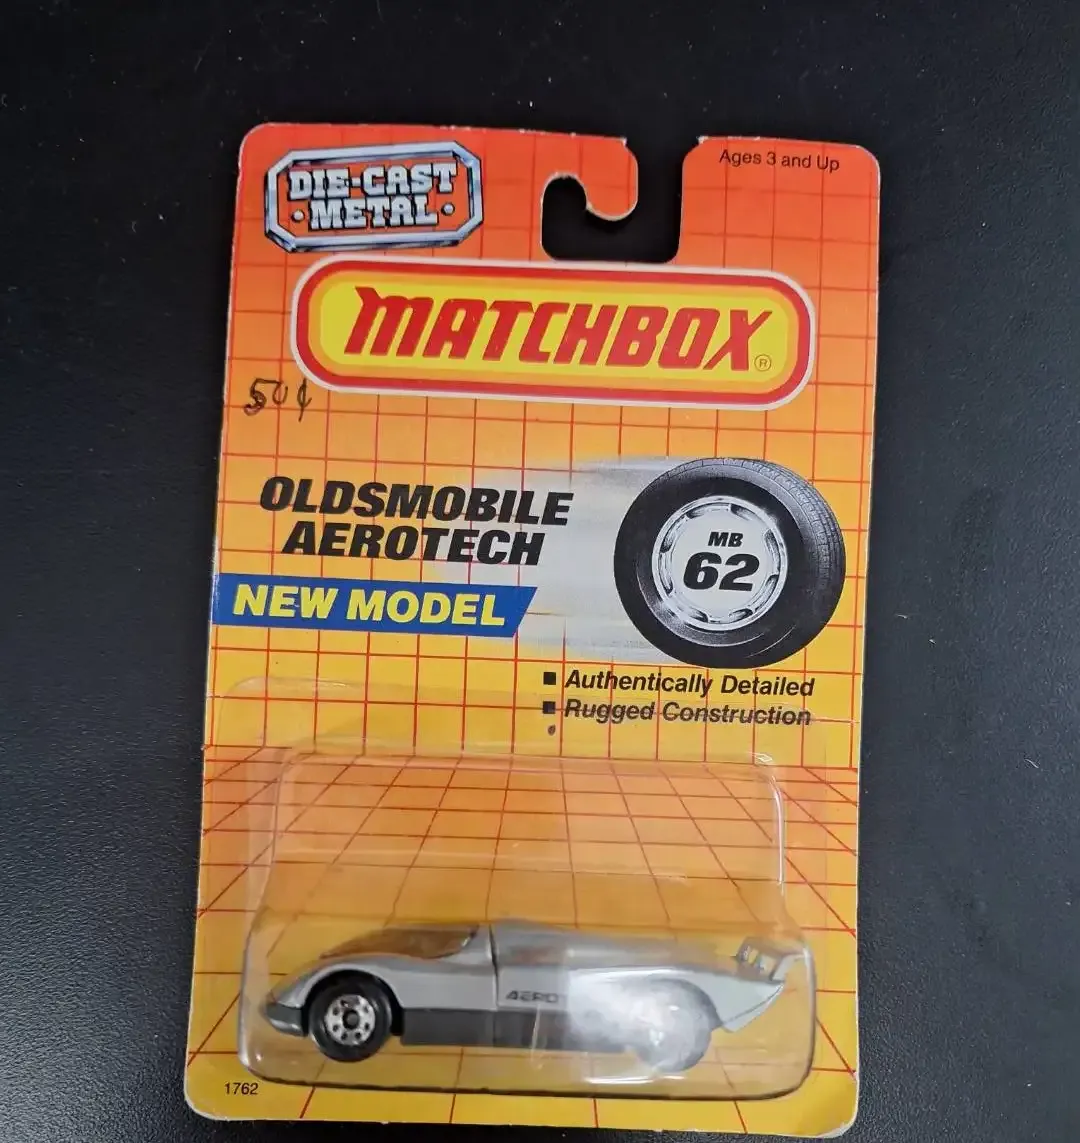 Ages 3 and Up
DIE-CAST
METAL
MATCHBOX®
50¢
OLDSMOBILE
AEROTECH
MB
62
NEW MODEL
■ Authentically Detailed
■ Rugged Construction
AERO
1762